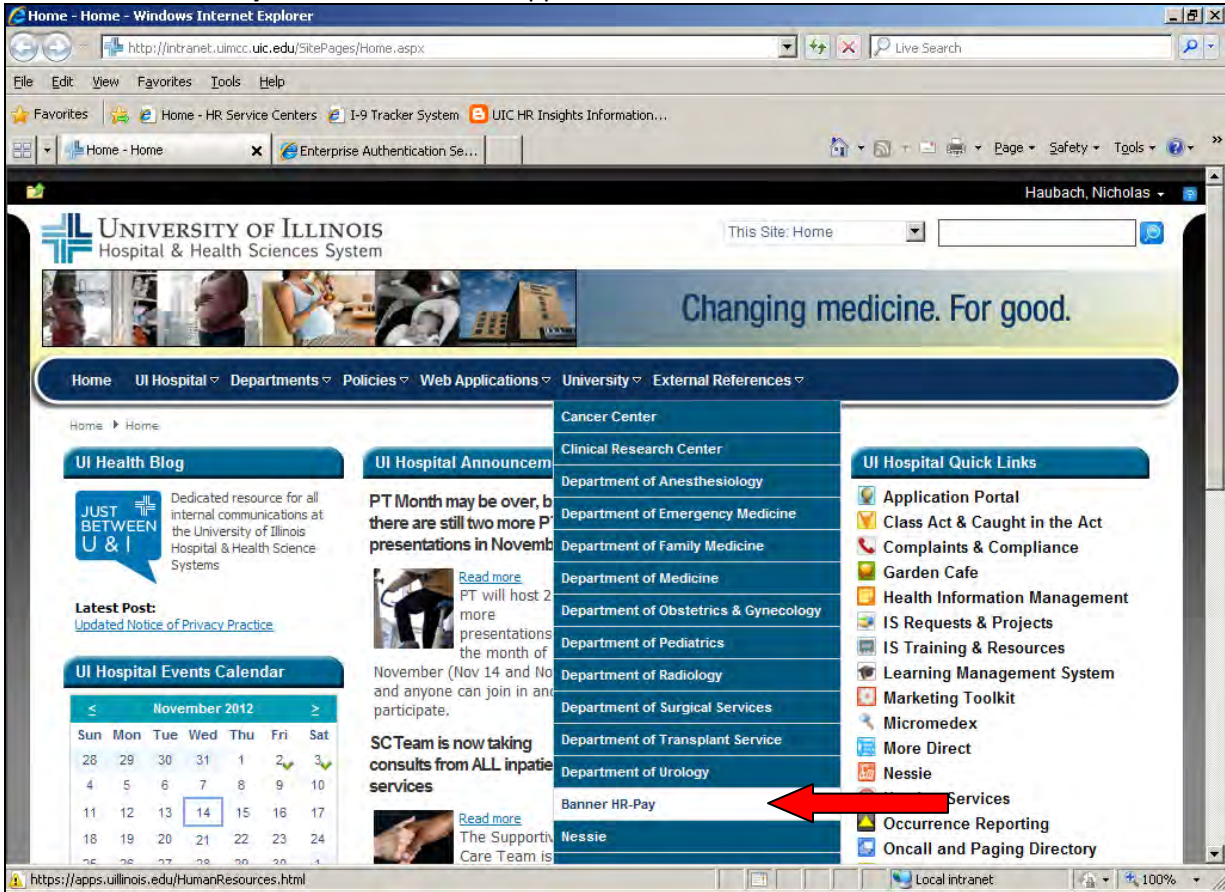 Home - Home - Windows Internet Explorer
http://intranet.uimcc.uic.edu/SitePages/Home.aspx
Live Search
File Edit View Favorites Tools Help
Favorites Home - HR Service Centers I-9 Tracker System UIC HR Insights Information...
Home - Home Enterprise Authentication Se... Page Safety Tools »
Haubach, Nicholas
UNIVERSITY OF ILLINOIS
Hospital & Health Sciences System
This Site: Home
Changing medicine. For good.
Home UI Hospital Departments Policies Web Applications University External References
Home Home
UI Health Blog
JUST
BETWEEN
U & I
Dedicated resource for all
internal communications at
the University of Illinois
Hospital & Health Science
Systems
Latest Post:
Updated Notice of Privacy Practice
UI Hospital Events Calendar
≤ November 2012 ≥
Sun Mon Tue Wed Thu Fri Sat
28 29 30 31 1 2 3
4 5 6 7 8 9 10
11 12 13 14 15 16 17
18 19 20 21 22 23 24
25 26 27 28 29 30 1
UI Hospital Announcem
PT Month may be over, b
there are still two more P
presentations in Novemb
Read more
PT will host 2
more
presentations
the month of
November (Nov 14 and No
and anyone can join in and
participate.
SCTeam is now taking
consults from ALL inpatie
services
Read more
The Supportiv
Care Team is
Cancer Center
Clinical Research Center
Department of Anesthesiology
Department of Emergency Medicine
Department of Family Medicine
Department of Medicine
Department of Obstetrics & Gynecology
Department of Pediatrics
Department of Radiology
Department of Surgical Services
Department of Transplant Service
Department of Urology
Banner HR-Pay
Nessie
UI Hospital Quick Links
Application Portal
Class Act & Caught in the Act
Complaints & Compliance
Garden Cafe
Health Information Management
IS Requests & Projects
IS Training & Resources
Learning Management System
Marketing Toolkit
Micromedex
More Direct
Nessie
Services
Occurrence Reporting
Oncall and Paging Directory
https://apps.uillinois.edu/HumanResources.html
Local intranet
100%